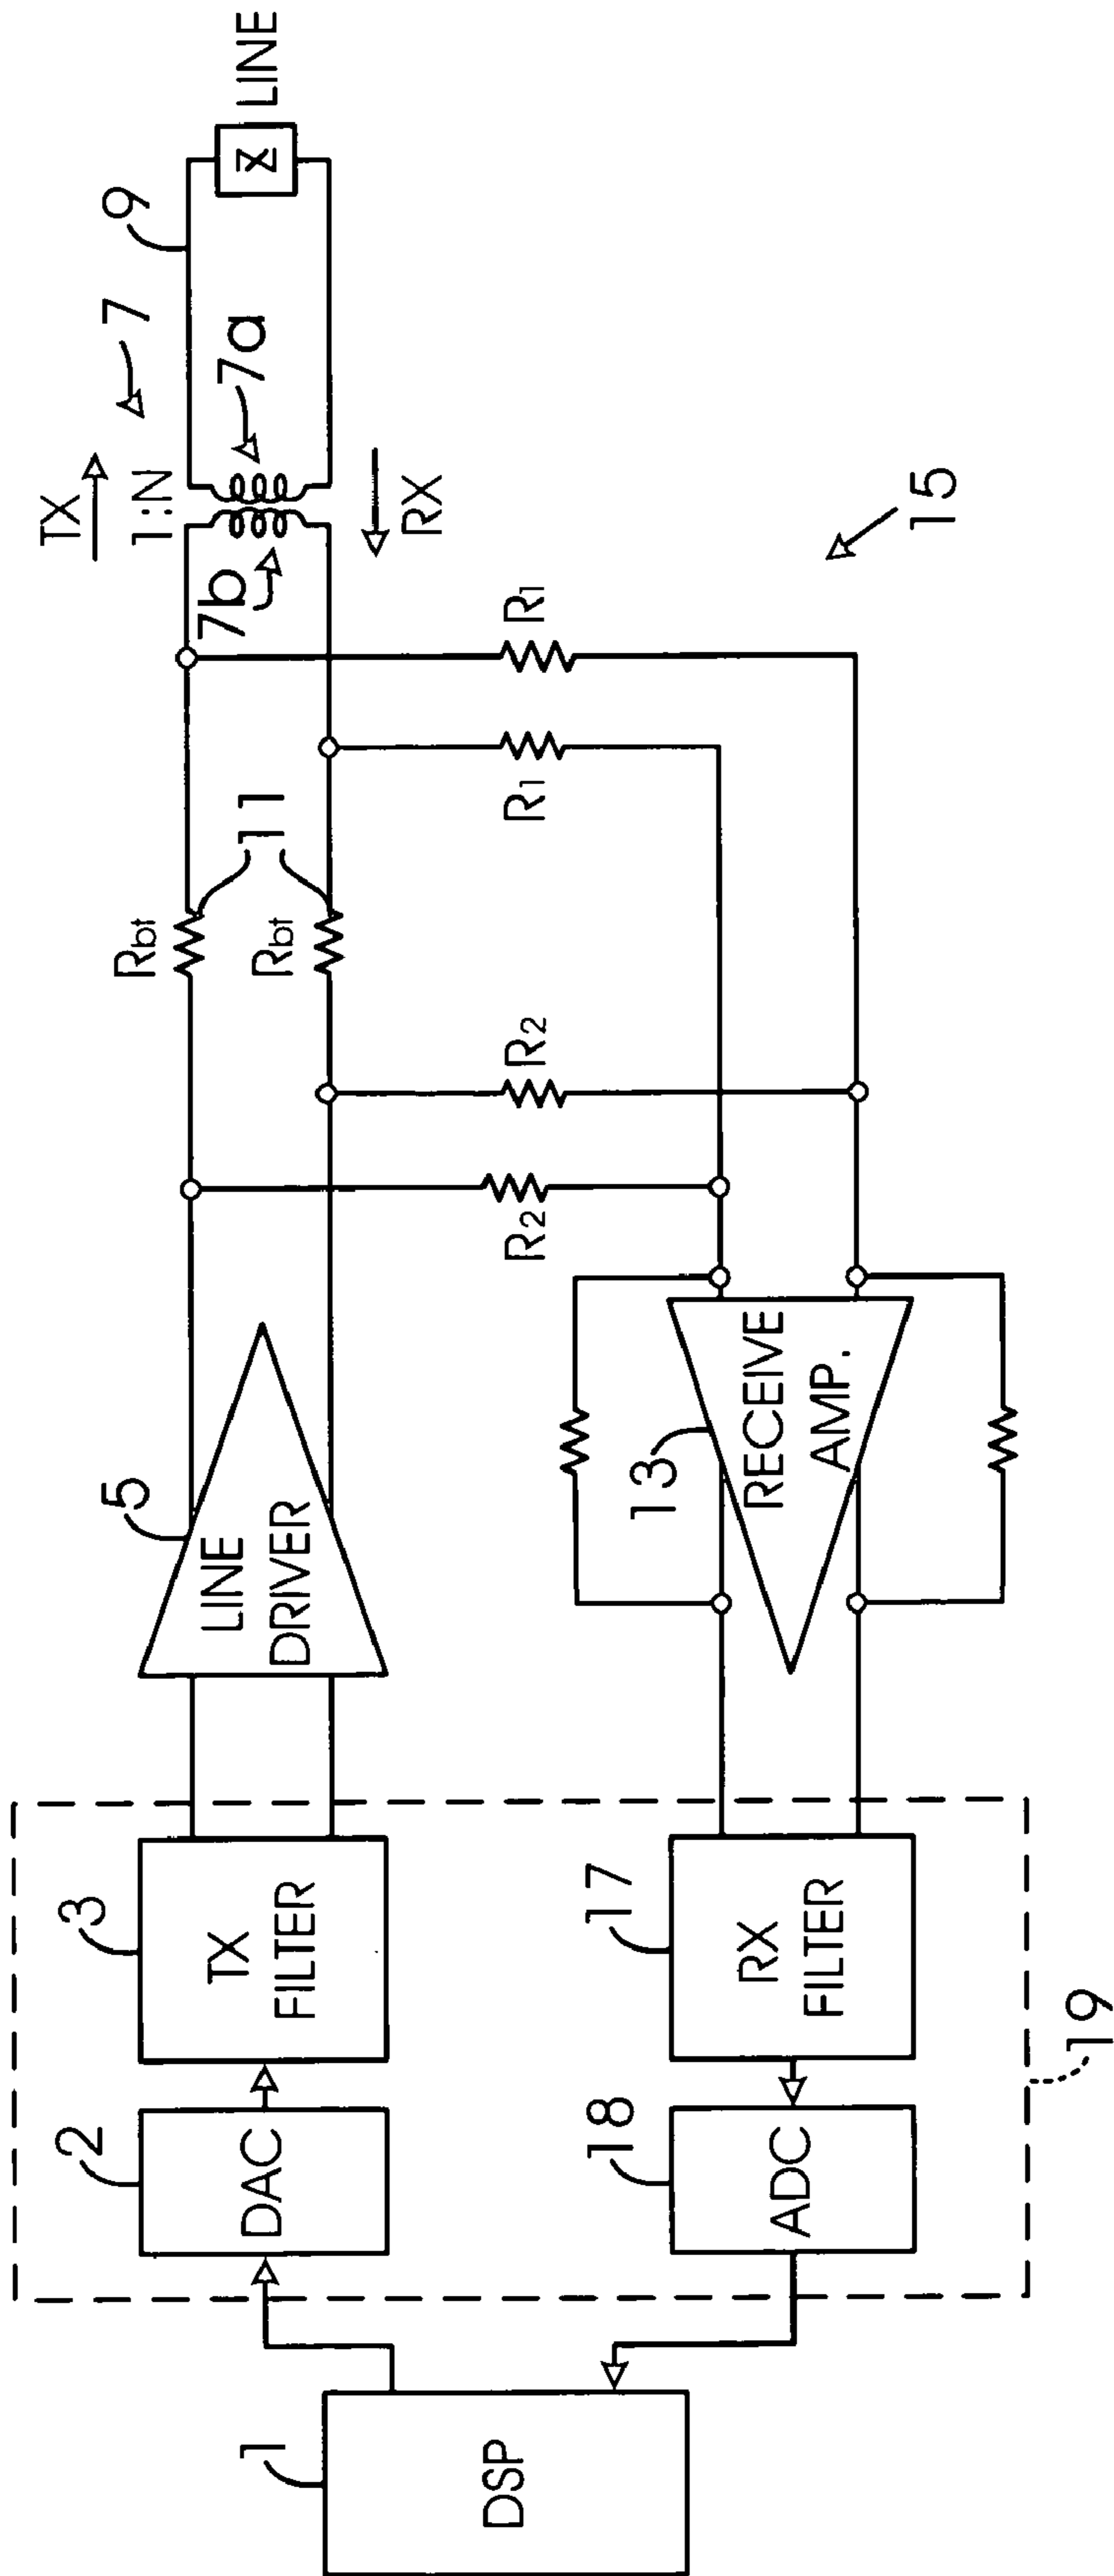 TX
7
9
1:N
7b
7a
LINE
Z
RX
5
Rbt
11
Rbt
LINE
DRIVER
3
TX
FILTER
2
DAC
1
DSP
R2
R2
R1
R1
15
13
RECEIVE
AMP.
17
RX
FILTER
18
ADC
19